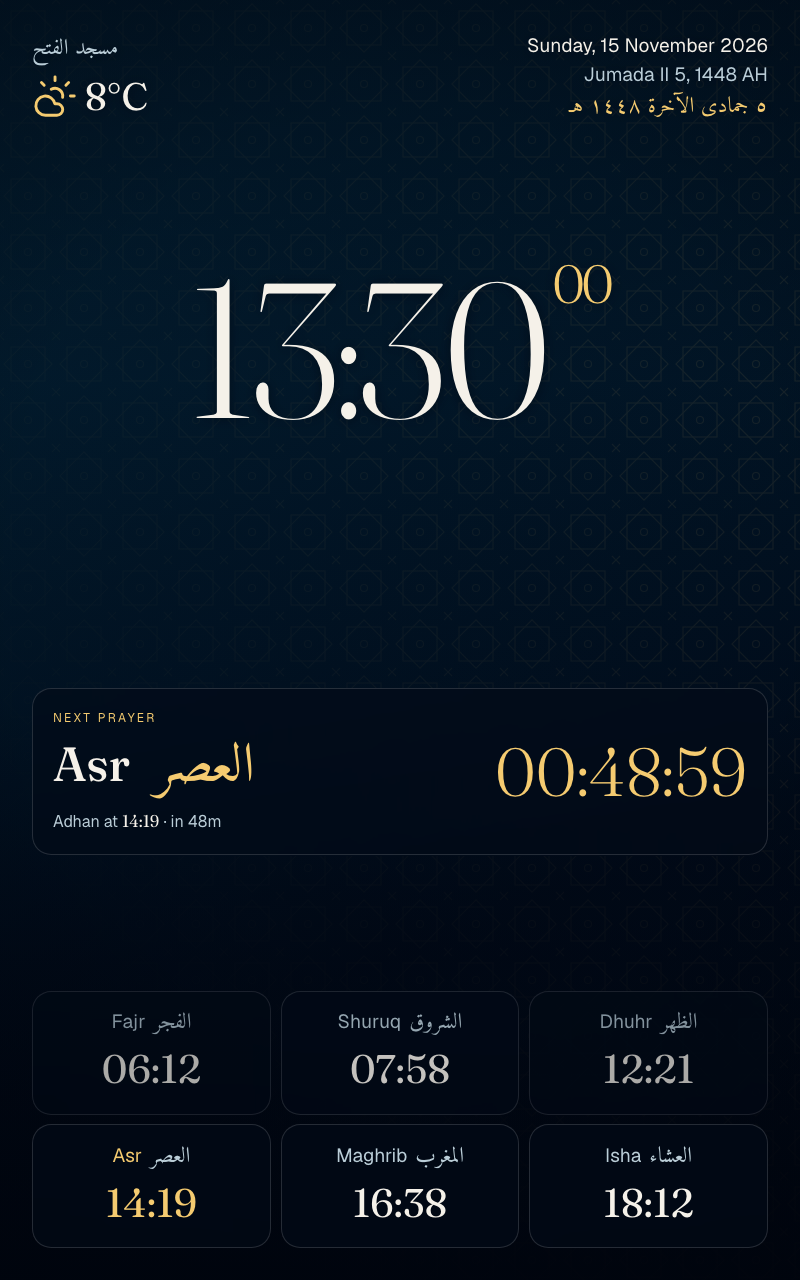 مسجد الفتح
8°C
Sunday, 15 November 2026
Jumada II 5, 1448 AH
٥ جمادى الآخرة ١٤٤٨ هـ
13:30 00
NEXT PRAYER
Asr العصر
00:48:59
Adhan at 14:19 · in 48m
Fajr الفجر
06:12
Shuruq الشروق
07:58
Dhuhr الظهر
12:21
Asr العصر
14:19
Maghrib المغرب
16:38
Isha العشاء
18:12